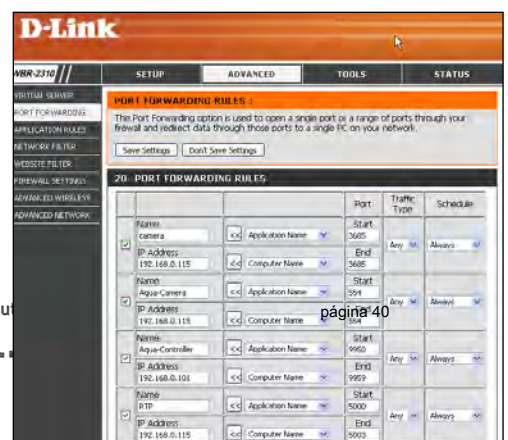 D-Link
WBR-2310
SETUP
ADVANCED
TOOLS
STATUS
VIRTUAL SERVER
PORT FORWARDING
APPLICATION RULES
NETWORK FILTER
WEBSITE FILTER
FIREWALL SETTINGS
ADVANCED WIRELESS
ADVANCED NETWORK
PORT FORWARDING RULES :
The Port Forwarding option is used to open a single port or a range of ports through your
firewall and redirect data through those ports to a single PC on your network.
Save Settings
Don't Save Settings
20 PORT FORWARDING RULES
Port
Traffic Type
Schedule
Name
camera
<< Application Name
Start
3685
Any
Always
IP Address
192.168.0.115
<< Computer Name
End
3685
Name
Aqua-Camera
<< Application Name
Start
554
Any
Always
IP Address
192.168.0.115
<< Computer Name
554
página 40
Name
Aqua-Controller
<< Application Name
Start
9950
Any
Always
IP Address
192.168.0.101
<< Computer Name
End
9959
Name
RTP
<< Application Name
Start
5000
Any
Always
IP Address
192.168.0.115
<< Computer Name
End
5003